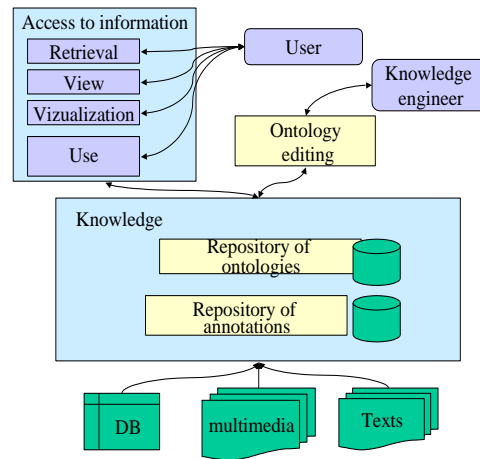 Access to information
Retrieval
View
Vizualization
Use
User
Knowledge
engineer
Ontology
editing
Knowledge
Repository of
ontologies
Repository of
annotations
DB
multimedia
Texts